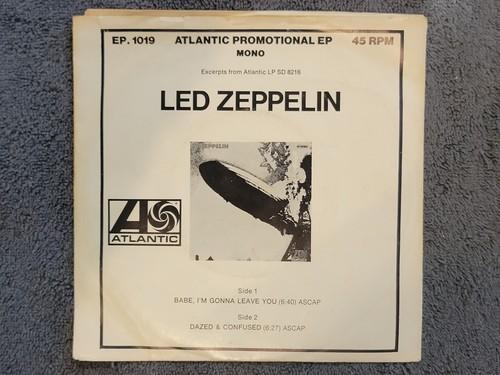 EP. 1019 ATLANTIC PROMOTIONAL EP 45 RPM
MONO
Excerpts from Atlantic LP SD 8216
LED ZEPPELIN
ZEPPELIN
ATLANTIC
Side 1
BABE, I'M GONNA LEAVE YOU (6:40) ASCAP
Side 2
DAZED & CONFUSED (6:27) ASCAP